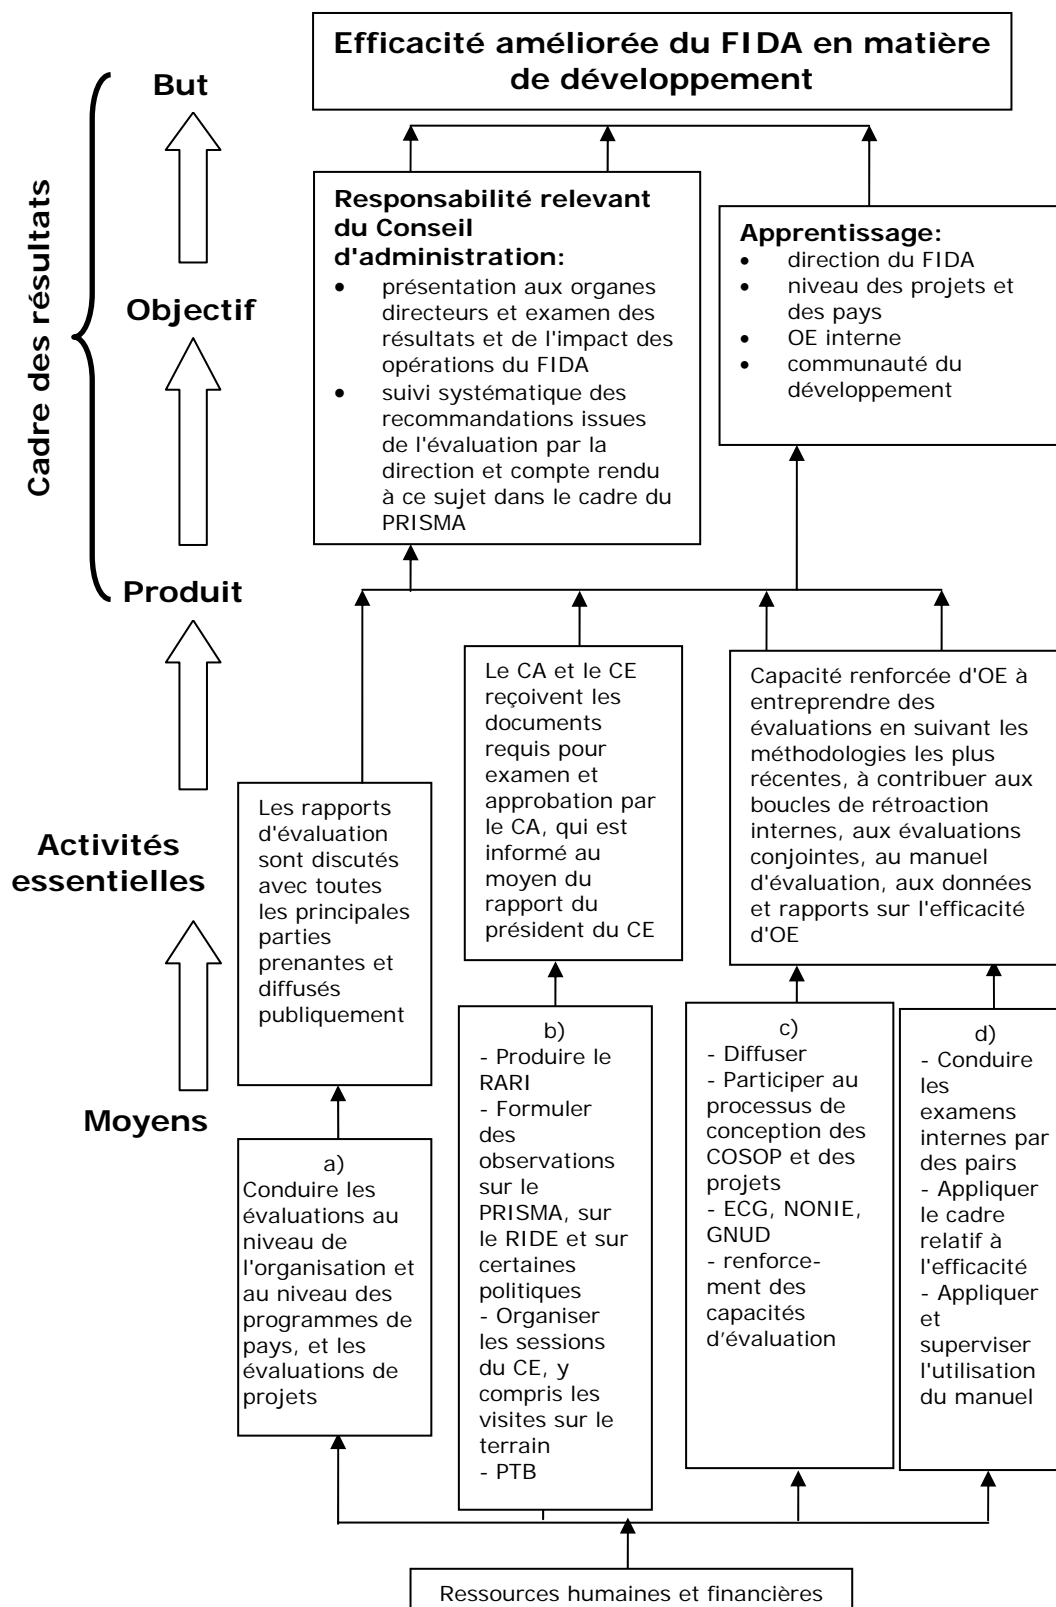 Efficacité améliorée du FIDA en matière
de développement
Cadre des résultats
But
Objectif
Produit
Activités
essentielles
Moyens
Responsabilité relevant
du Conseil
d'administration:
• présentation aux organes
directeurs et examen des
résultats et de l'impact des
opérations du FIDA
• suivi systématique des
recommandations issues
de l'évaluation par la
direction et compte rendu
à ce sujet dans le cadre du
PRISMA
Apprentissage:
• direction du FIDA
• niveau des projets et
des pays
• OE interne
• communauté du
développement
Les rapports
d'évaluation
sont discutés
avec toutes
les principales
parties
prenantes et
diffusés
publiquement
Le CA et le CE
reçoivent les
documents
requis pour
examen et
approbation par
le CA, qui est
informé au
moyen du
rapport du
président du CE
Capacité renforcée d'OE à
entreprendre des
évaluations en suivant les
méthodologies les plus
récentes, à contribuer aux
boucles de rétroaction
internes, aux évaluations
conjointes, au manuel
d'évaluation, aux données
et rapports sur l'efficacité
d'OE
a)
Conduire les
évaluations au
niveau de
l'organisation et
au niveau des
programmes de
pays, et les
évaluations de
projets
b)
- Produire le
RARI
- Formuler
des
observations
sur le
PRISMA, sur
le RIDE et sur
certaines
politiques
- Organiser
les sessions
du CE, y
compris les
visites sur le
terrain
- PTB
c)
- Diffuser
- Participer au
processus de
conception des
COSOP et des
projets
- ECG, NONIE,
GNUD
- renforce-
ment des
capacités
d'évaluation
d)
- Conduire
les
examens
internes par
des pairs
- Appliquer
le cadre
relatif à
l'efficacité
- Appliquer
et
superviser
l'utilisation
du manuel
Ressources humaines et financières